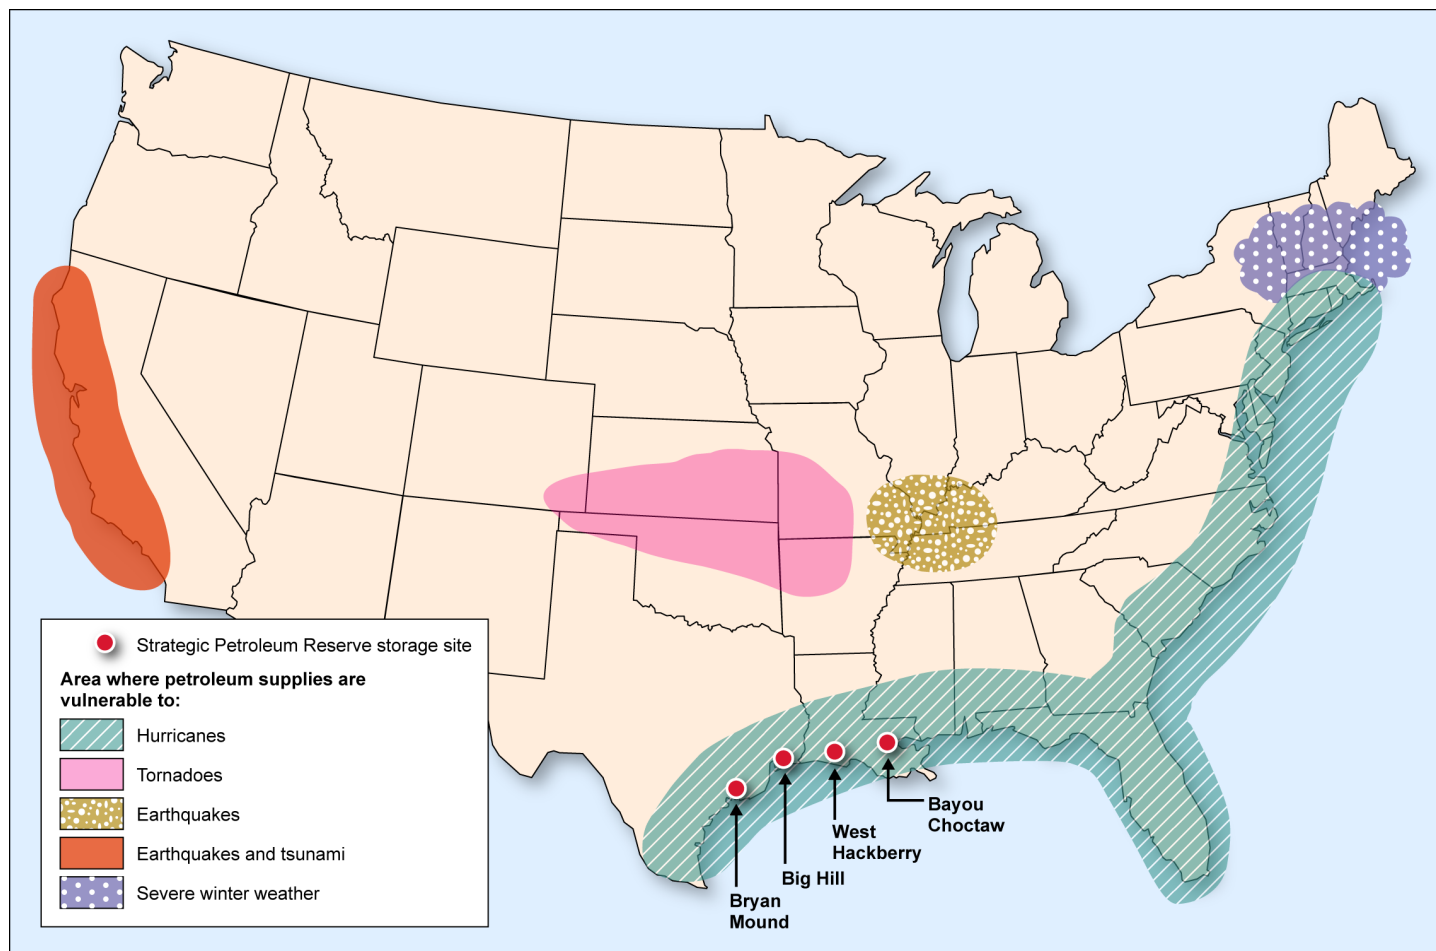 Strategic Petroleum Reserve storage site
Area where petroleum supplies are
vulnerable to:
Hurricanes
Tornadoes
Earthquakes
Earthquakes and tsunami
Severe winter weather
Bayou
Choctaw
West
Hackberry
Big Hill
Bryan
Mound